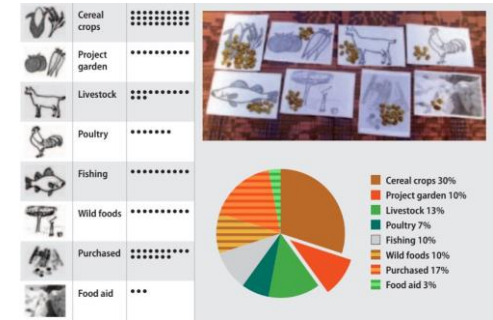 Cereal
crops
Project
garden
Livestock
Poultry
Fishing
Wild foods
Purchased
Food aid
Cereal crops 30%
Project garden 10%
Livestock 13%
Poultry 7%
Fishing 10%
Wild foods 10%
Purchased 17%
Food aid 3%